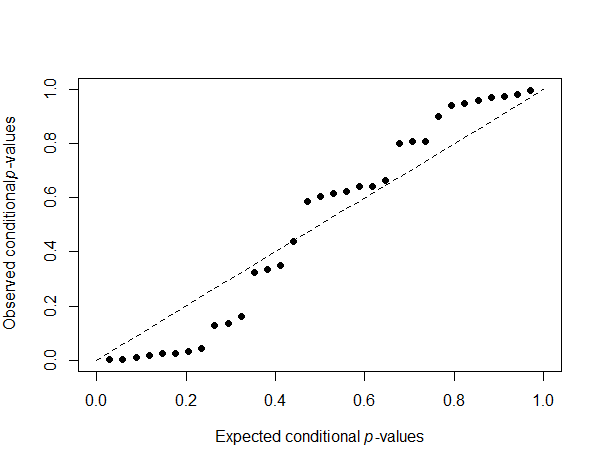 1.0
0.8
0.6
0.4
0.2
0.0
Observed conditionalp-values
0.0 0.2 0.4 0.6 0.8 1.0
Expected conditional p-values